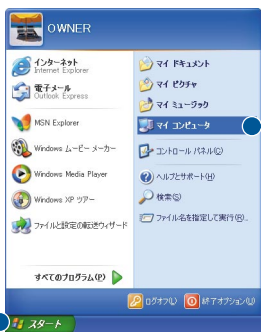 OWNER
インターネット
Internet Explorer
電子メール
Outlook Express
MSN Explorer
Windows ムービー メーカー
Windows Media Player
Windows XP ツアー
ファイルと設定の転送ウィザード
すべてのプログラム(P)
マイ ドキュメント
マイ ピクチャ
マイ ミュージック
マイ コンピュータ
コントロール パネル(C)
ヘルプとサポート(H)
検索(S)
ファイル名を指定して実行(R)...
ログオフ(L)
終了オプション(U)
スタート